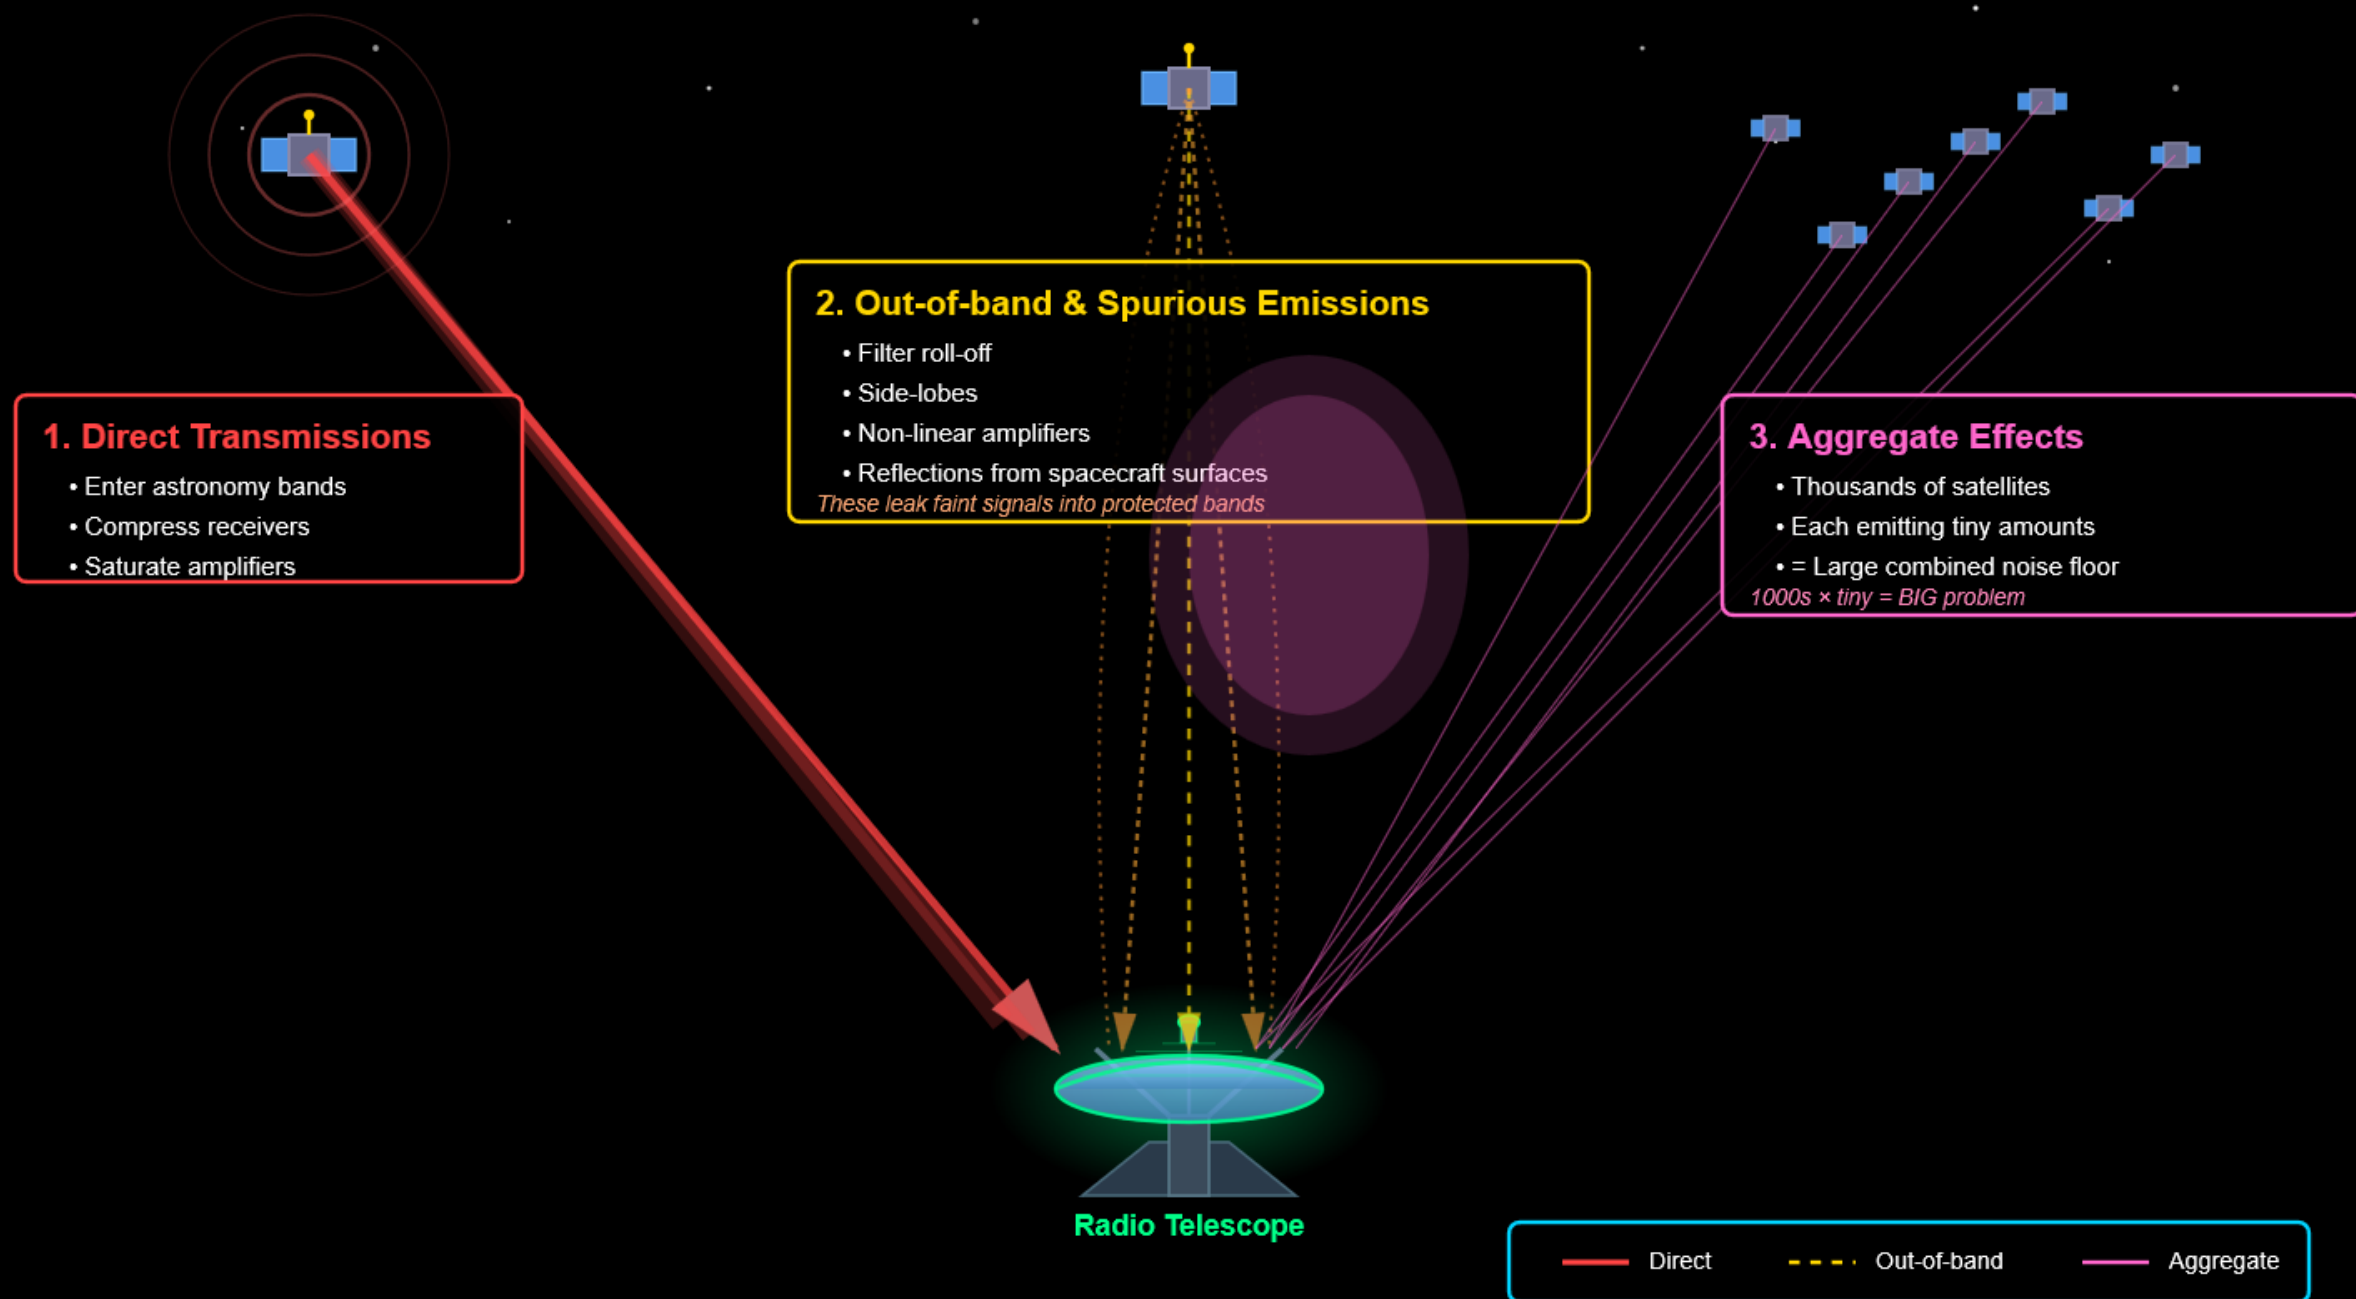 1. Direct Transmissions
• Enter astronomy bands
• Compress receivers
• Saturate amplifiers
2. Out-of-band & Spurious Emissions
• Filter roll-off
• Side-lobes
• Non-linear amplifiers
• Reflections from spacecraft surfaces
These leak faint signals into protected bands
3. Aggregate Effects
• Thousands of satellites
• Each emitting tiny amounts
• = Large combined noise floor
1000s × tiny = BIG problem
Radio Telescope
Direct
Out-of-band
Aggregate